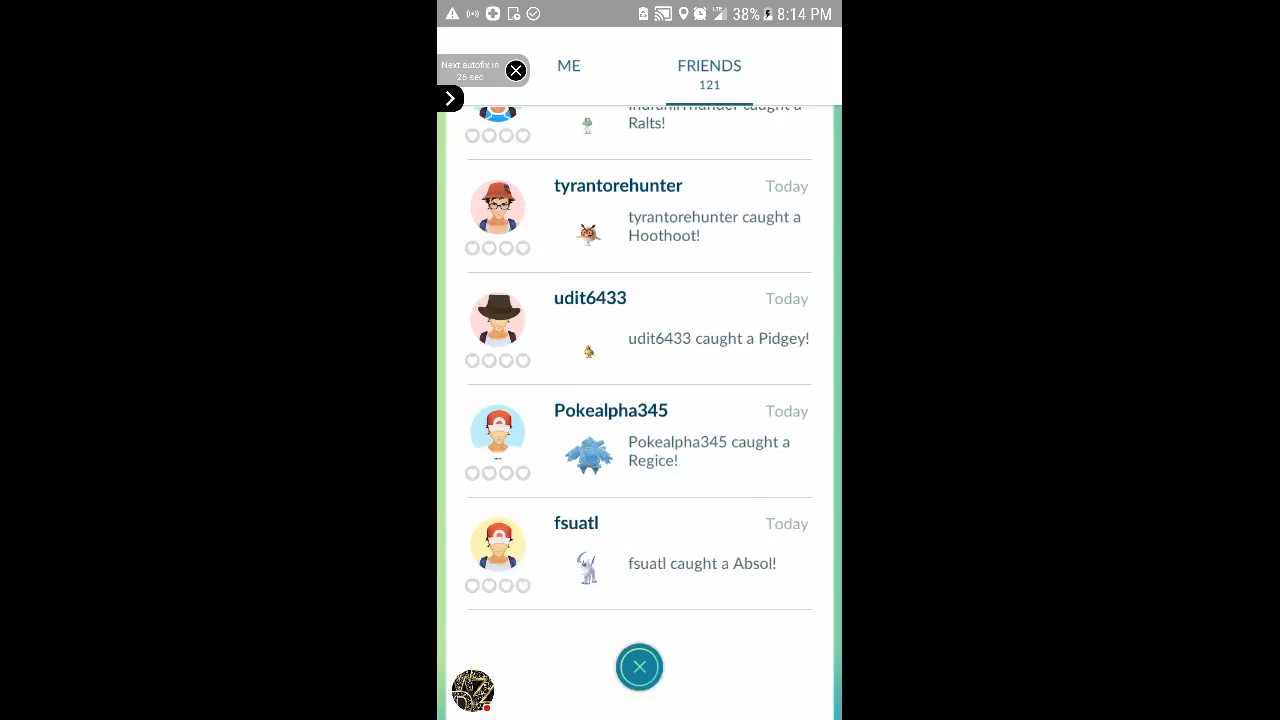 LTE 38% 8:14 PM
ME
FRIENDS
121
Next autofix in
26 sec
Ralts!
tyrantorehunter Today
tyrantorehunter caught a
Hoothoot!
udit6433 Today
udit6433 caught a Pidgey!
Pokealpha345 Today
Pokealpha345 caught a
Regice!
fsuatl Today
fsuatl caught a Absol!